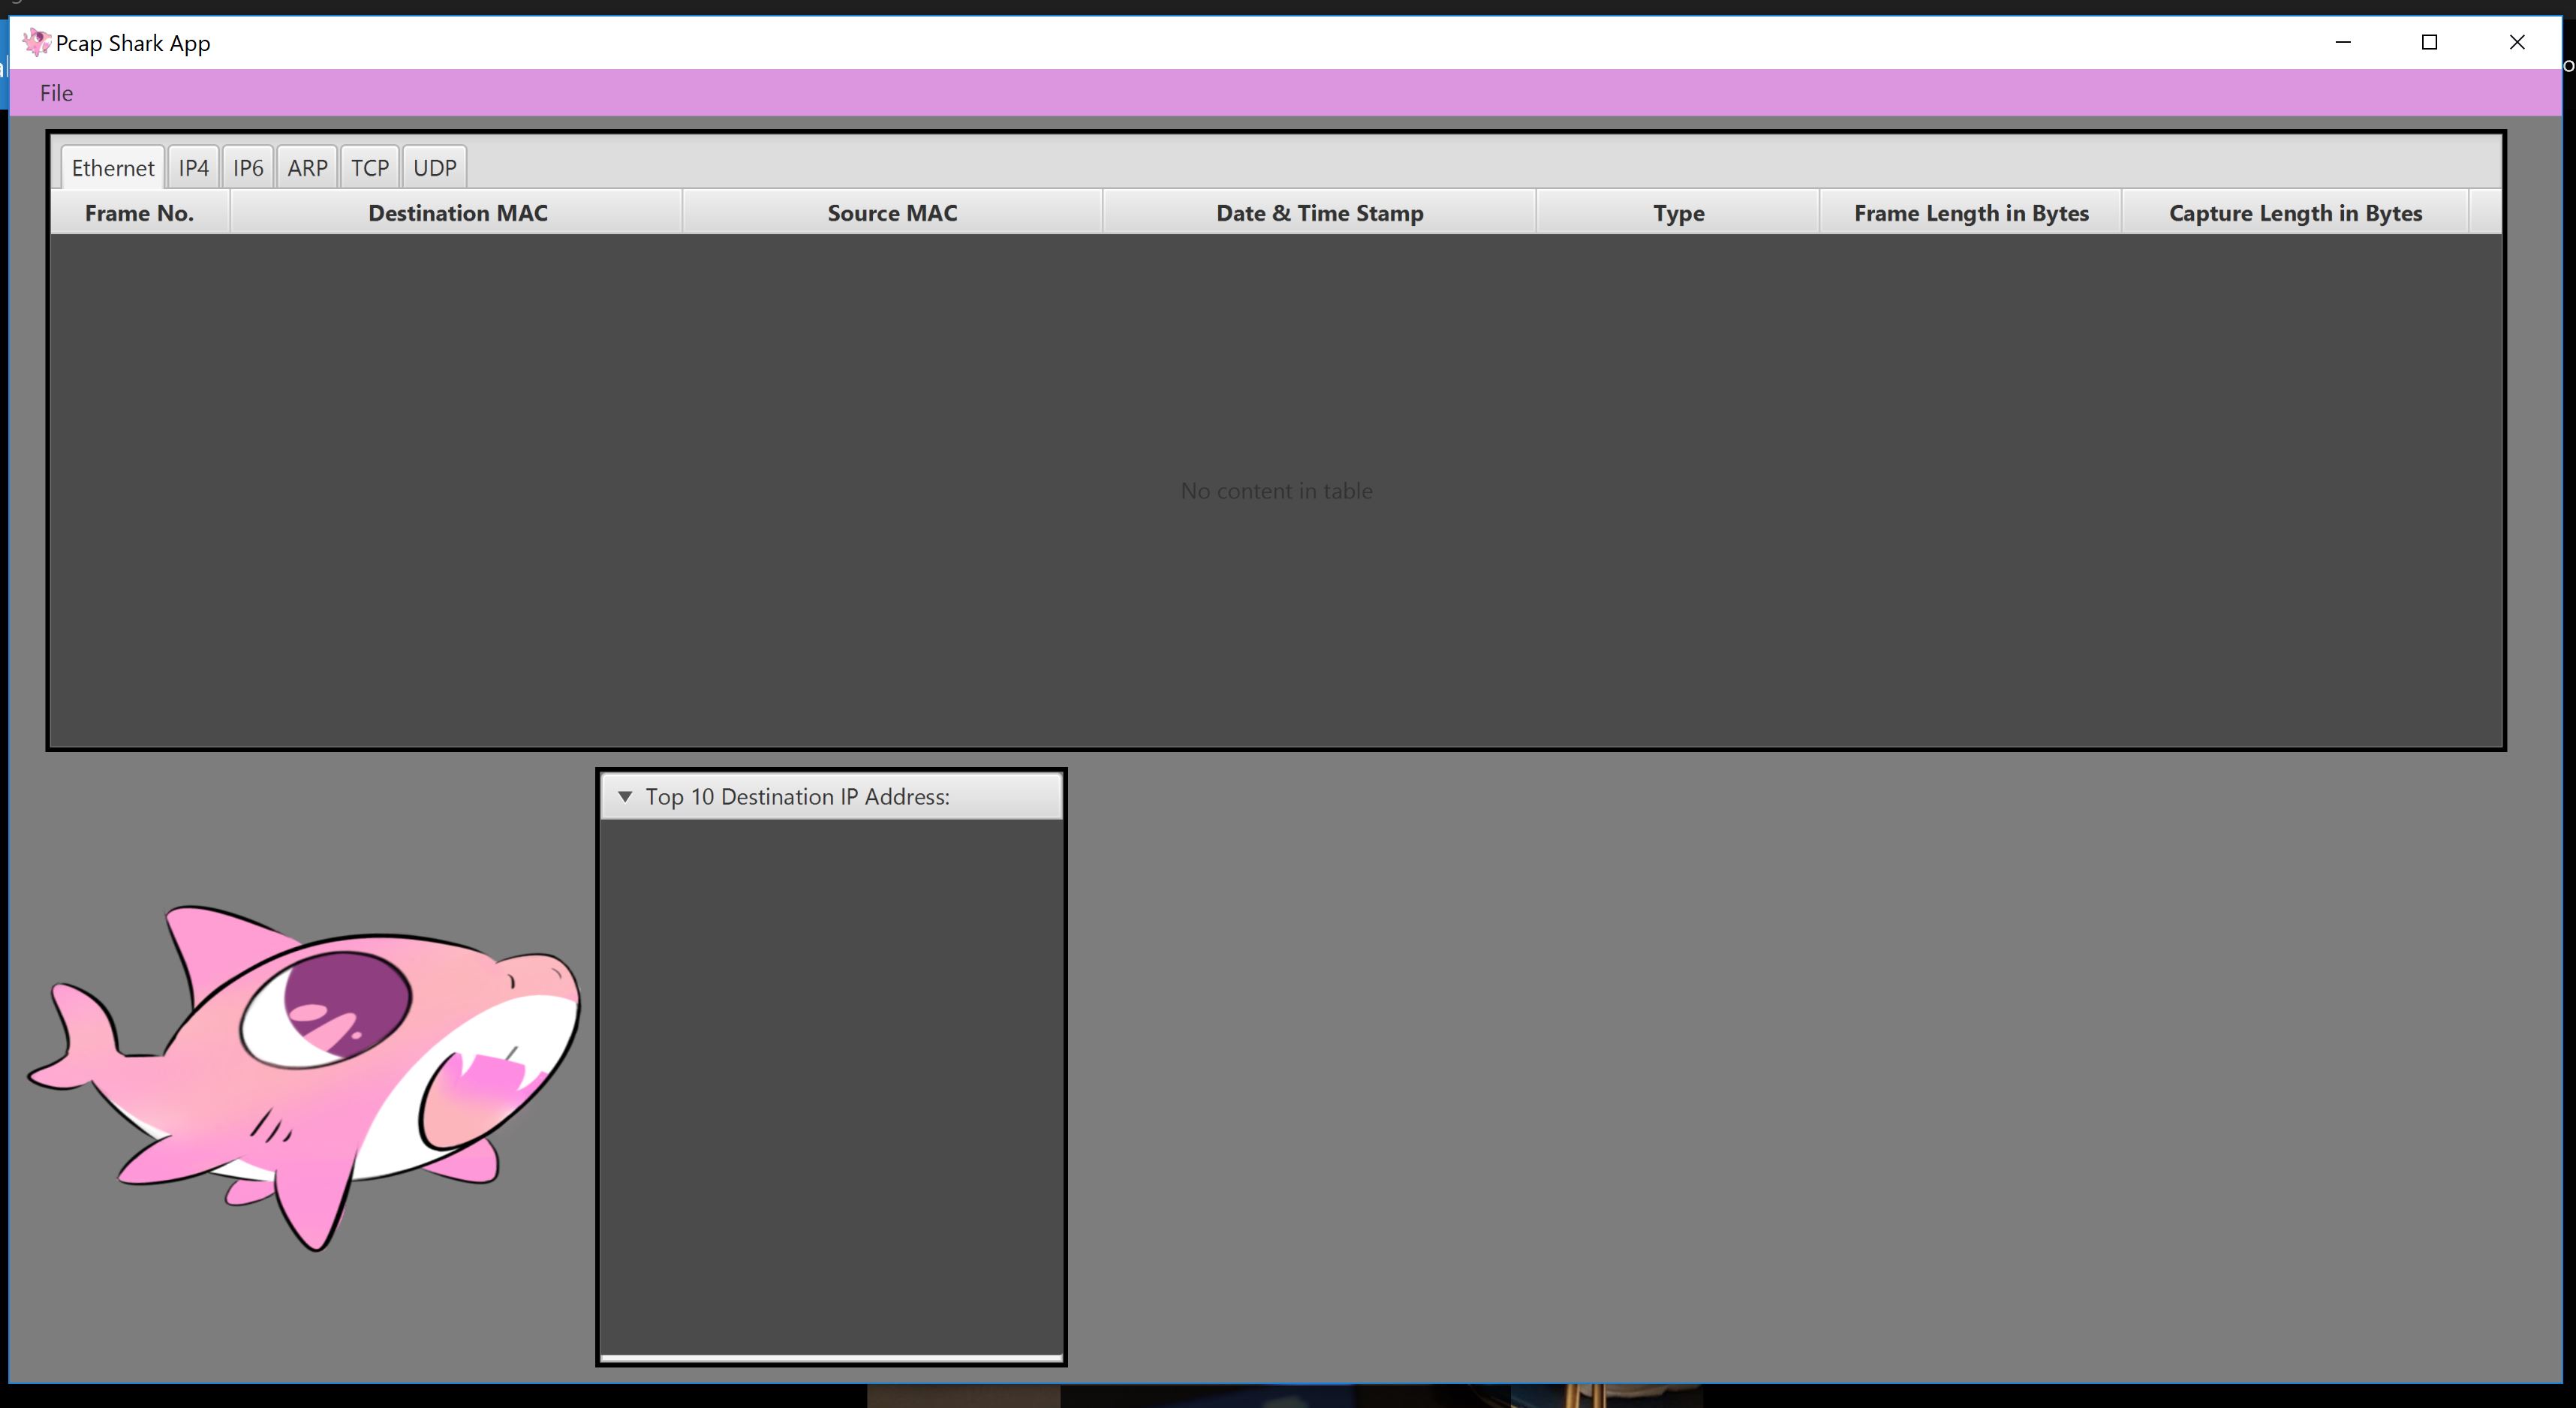 Pcap Shark App
File
Ethernet IP4 IP6 ARP TCP UDP
Frame No. Destination MAC Source MAC Date & Time Stamp Type Frame Length in Bytes Capture Length in Bytes
No content in table
Top 10 Destination IP Address: